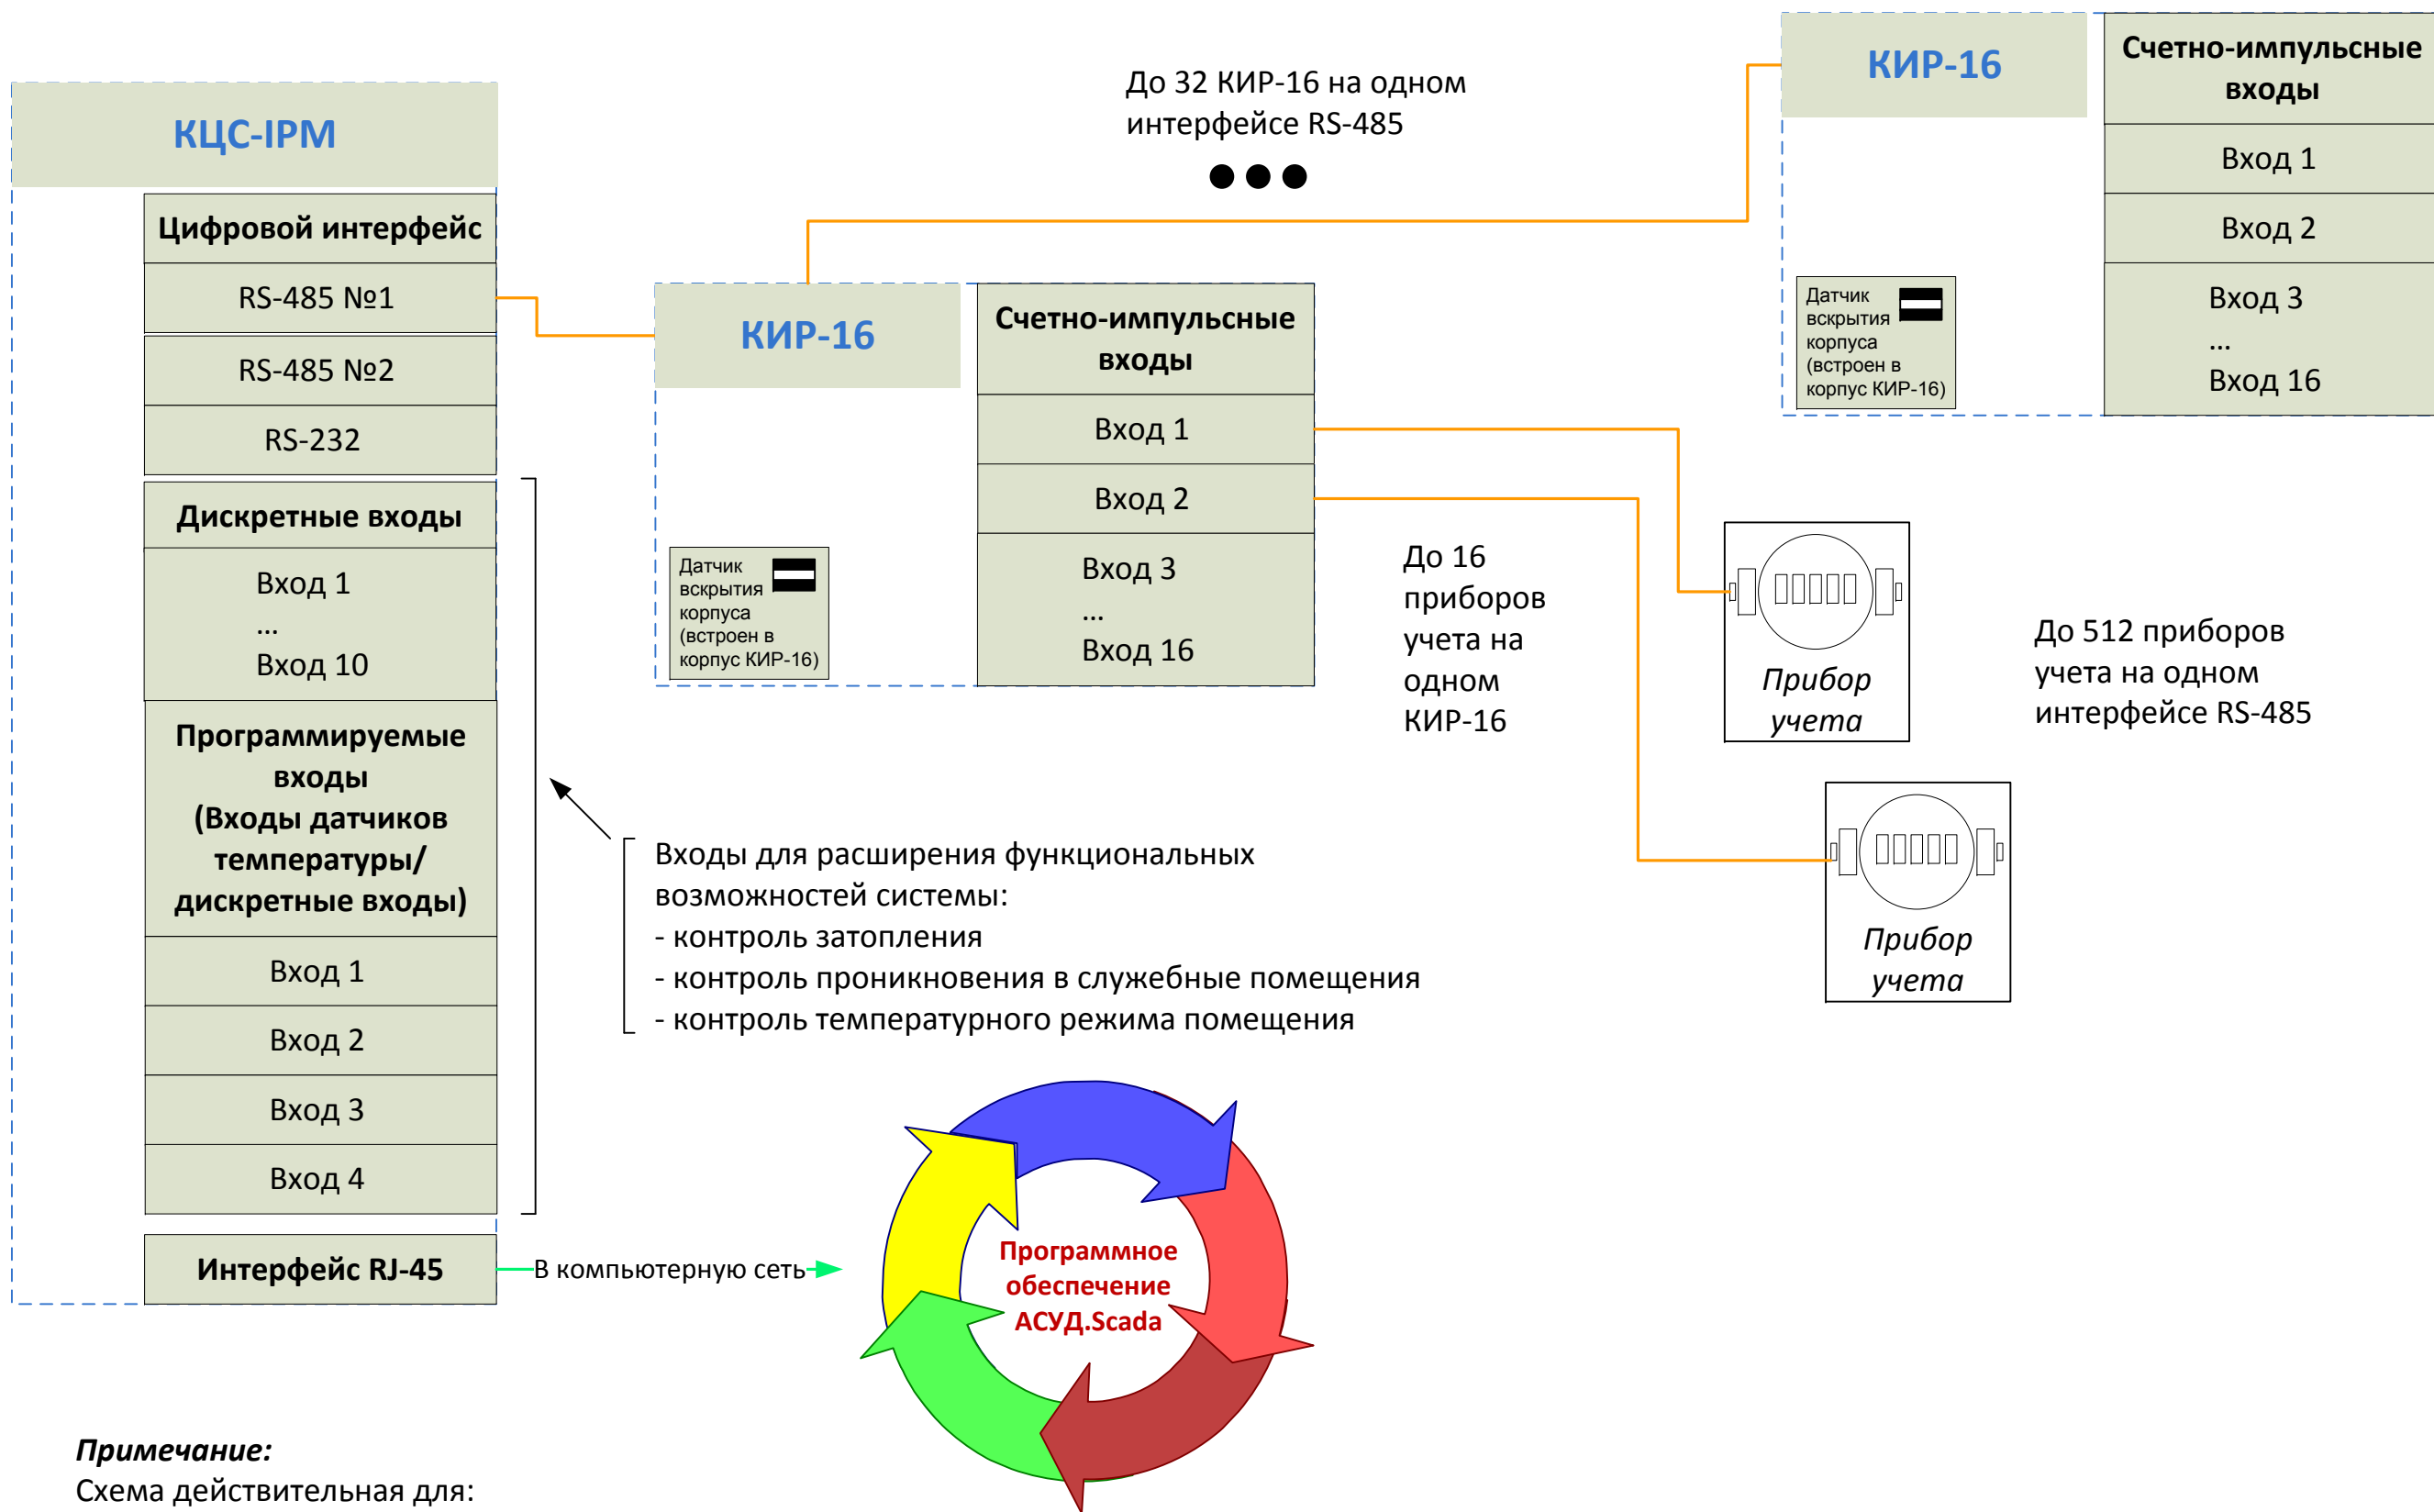 КЦС-IPM
Цифровой интерфейс
RS-485 №1
RS-485 №2
RS-232
Дискретные входы
Вход 1
...
Вход 10
Программируемые
входы
(Входы датчиков
температуры/
дискретные входы)
Вход 1
Вход 2
Вход 3
Вход 4
Интерфейс RJ-45
В компьютерную сеть
До 32 КИР-16 на одном
интерфейсе RS-485
КИР-16
Счетно-импульсные
входы
Вход 1
Вход 2
Вход 3
...
Вход 16
Датчик
вскрытия
корпуса
(встроен в
корпус КИР-16)
КИР-16
Счетно-импульсные
входы
Вход 1
Вход 2
Вход 3
...
Вход 16
Датчик
вскрытия
корпуса
(встроен в
корпус КИР-16)
До 16
приборов
учета на
одном
КИР-16
Прибор
учета
До 512 приборов
учета на одном
интерфейсе RS-485
Прибор
учета
Входы для расширения функциональных
возможностей системы:
- контроль затопления
- контроль проникновения в служебные помещения
- контроль температурного режима помещения
Программное
обеспечение
АСУД.Scada
Примечание:
Схема действительная для: